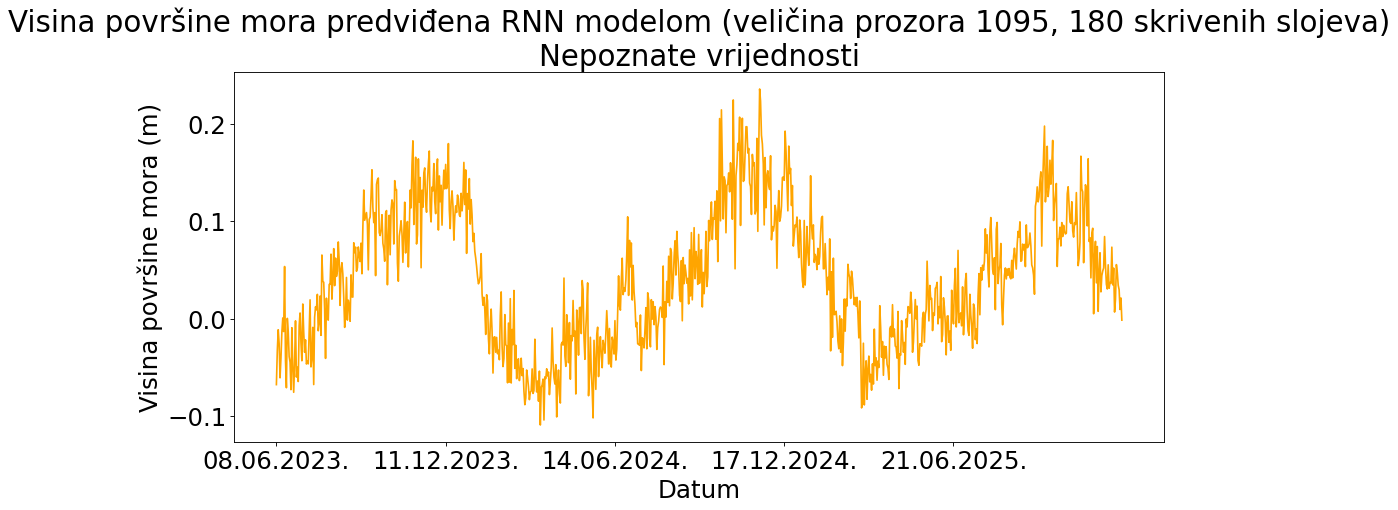 Visina površine mora predviđena RNN modelom (veličina prozora 1095, 180 skrivenih slojeva)
Nepoznate vrijednosti
Visina površine mora (m)
0.2
0.1
0.0
−0.1
08.06.2023. 11.12.2023. 14.06.2024. 17.12.2024. 21.06.2025.
Datum